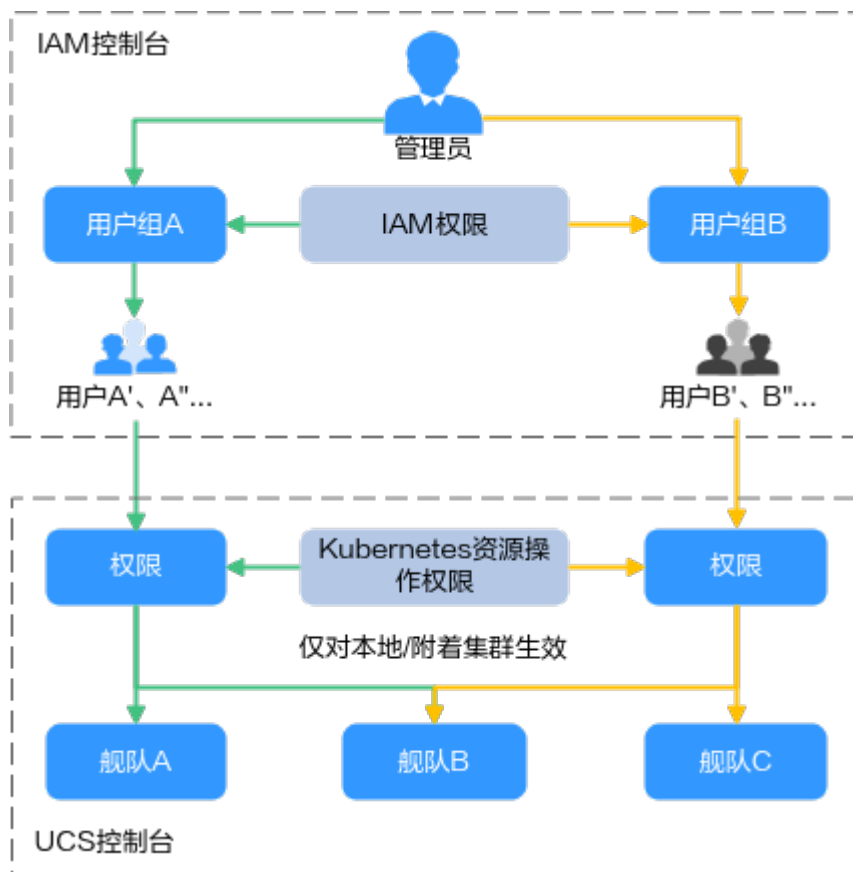 IAM控制台
管理员
用户组A
IAM权限
用户组B
用户A'、A"...
用户B'、B"...
权限
Kubernetes资源操
作权限
权限
仅对本地/附着集群生效
舰队A
舰队B
舰队C
UCS控制台